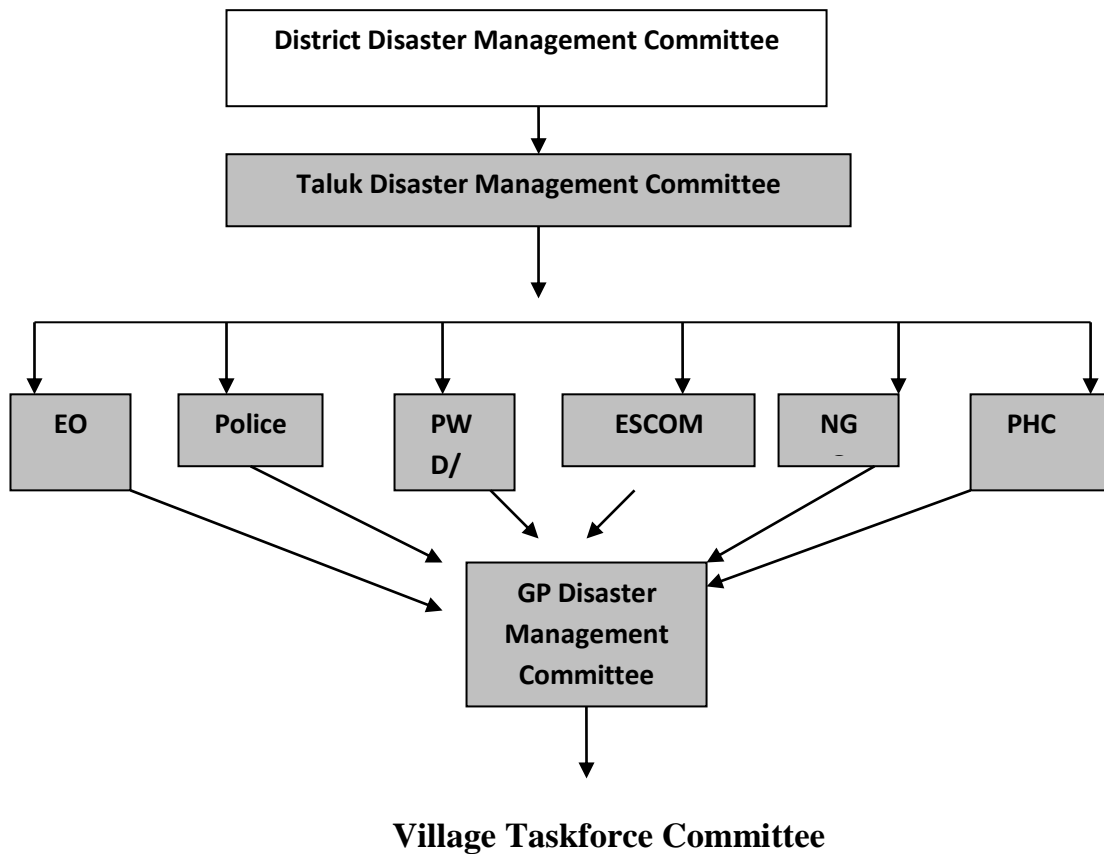 District Disaster Management Committee
Taluk Disaster Management Committee
EO
Police
PW
D/
ESCOM
NG
PHC
GP Disaster
Management
Committee
Village Taskforce Committee